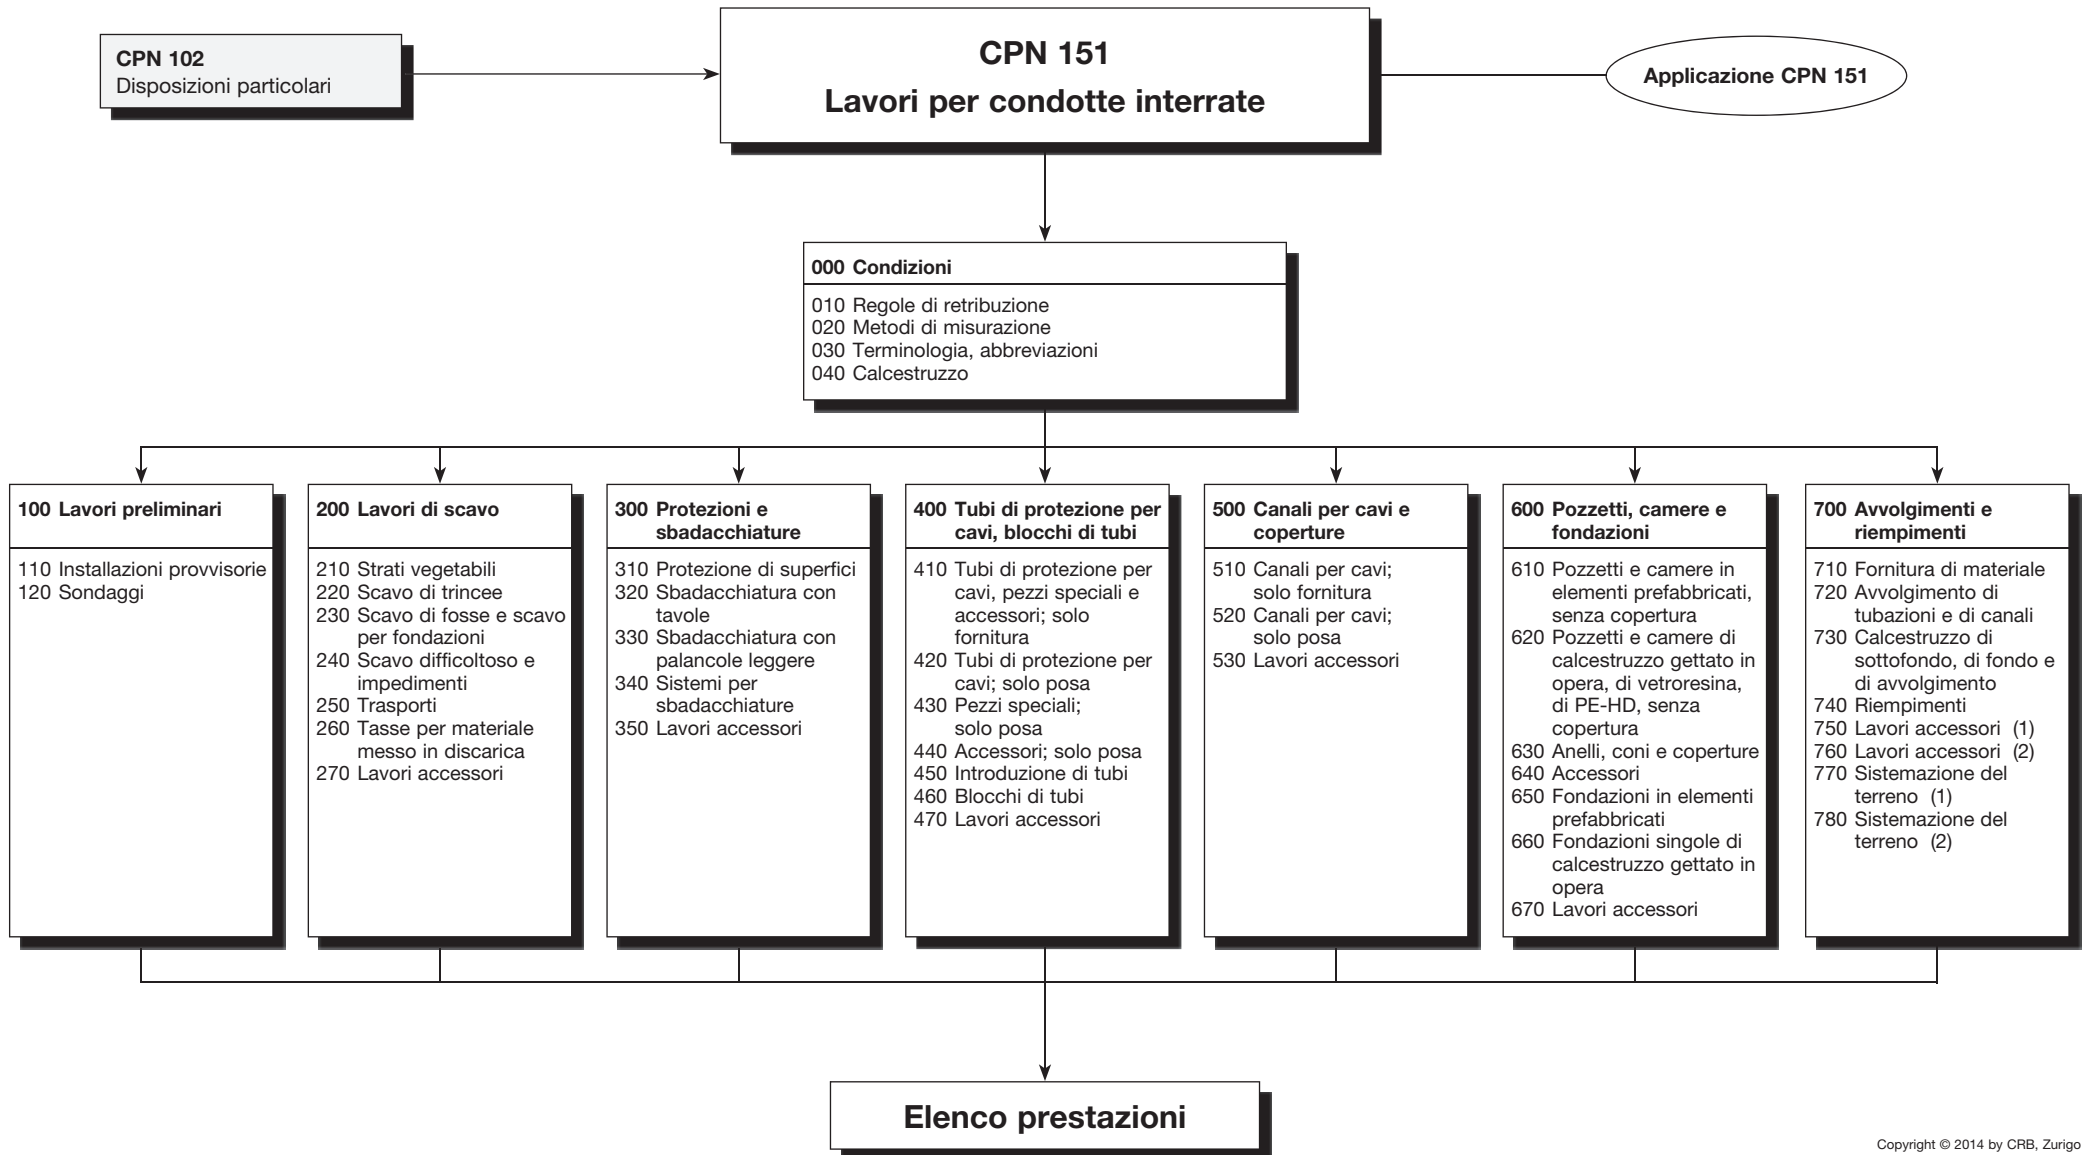 CPN 102
Disposizioni particolari
CPN 151
Lavori per condotte interrate
Applicazione CPN 151
000 Condizioni
010 Regole di retribuzione
020 Metodi di misurazione
030 Terminologia, abbreviazioni
040 Calcestruzzo
100 Lavori preliminari
110 Installazioni provvisorie
120 Sondaggi
200 Lavori di scavo
210 Strati vegetabili
220 Scavo di trincee
230 Scavo di fosse e scavo
per fondazioni
240 Scavo difficoltoso e
impedimenti
250 Trasporti
260 Tasse per materiale
messo in discarica
270 Lavori accessori
300 Protezioni e
sbadacchiature
310 Protezione di superfici
320 Sbadacchiatura con
tavole
330 Sbadacchiatura con
palancole leggere
340 Sistemi per
sbadacchiature
350 Lavori accessori
400 Tubi di protezione per
cavi, blocchi di tubi
410 Tubi di protezione per
cavi, pezzi speciali e
accessori; solo
fornitura
420 Tubi di protezione per
cavi; solo posa
430 Pezzi speciali;
solo posa
440 Accessori; solo posa
450 Introduzione di tubi
460 Blocchi di tubi
470 Lavori accessori
500 Canali per cavi e
coperture
510 Canali per cavi;
solo fornitura
520 Canali per cavi;
solo posa
530 Lavori accessori
600 Pozzetti, camere e
fondazioni
610 Pozzetti e camere in
elementi prefabbricati,
senza copertura
620 Pozzetti e camere di
calcestruzzo gettato in
opera, di vetroresina,
di PE-HD, senza
copertura
630 Anelli, coni e coperture
640 Accessori
650 Fondazioni in elementi
prefabbricati
660 Fondazioni singole di
calcestruzzo gettato in
opera
670 Lavori accessori
700 Avvolgimenti e
riempimenti
710 Fornitura di materiale
720 Avvolgimento di
tubazioni e di canali
730 Calcestruzzo di
sottofondo, di fondo e
di avvolgimento
740 Riempimenti
750 Lavori accessori (1)
760 Lavori accessori (2)
770 Sistemazione del
terreno (1)
780 Sistemazione del
terreno (2)
Elenco prestazioni
Copyright © 2014 by CRB, Zurigo